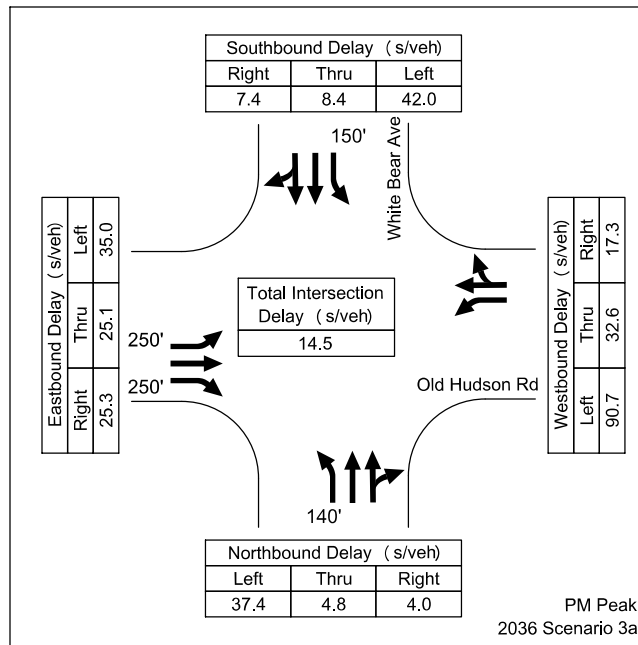 Southbound Delay ( s/veh)
Right Thru Left
7.4 8.4 42.0
150'
White Bear Ave
Eastbound Delay ( s/veh)
Left Thru Right
35.0 25.1 25.3
Total Intersection
Delay ( s/veh)
14.5
Westbound Delay ( s/veh)
Right Thru Left
17.3 32.6 90.7
250'
250'
Old Hudson Rd
140'
Northbound Delay ( s/veh)
Left Thru Right
37.4 4.8 4.0
PM Peak
2036 Scenario 3a